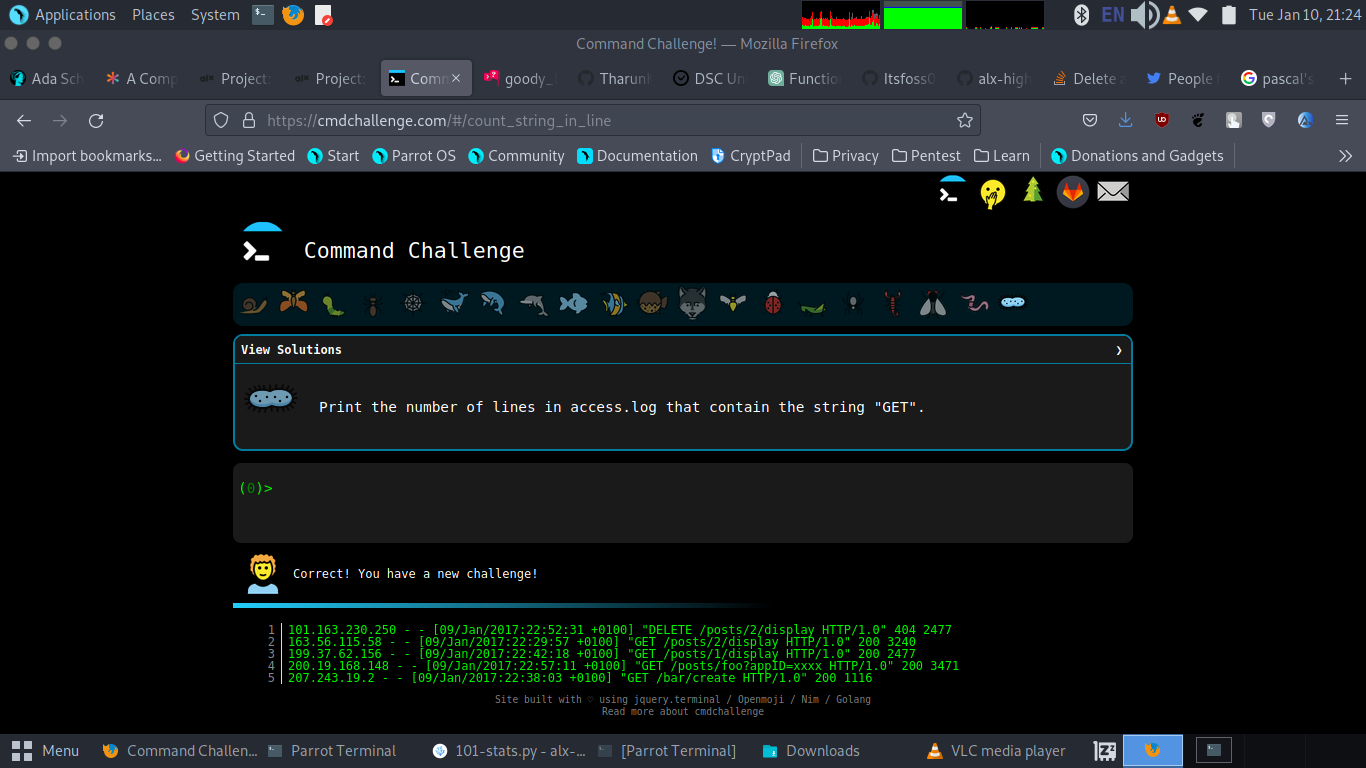 Applications Places System EN Tue Jan 10, 21:24
Command Challenge! — Mozilla Firefox
Ada Sch A Comp Project: Project: Comm goody_ Tharunk DSC Un Functio Itsfoss0 alx-high Delete a People pascal's
https://cmdchallenge.com/#/count_string_in_line
Import bookmarks... Getting Started Start Parrot OS Community Documentation CryptPad Privacy Pentest Learn Donations and Gadgets
Command Challenge
View Solutions
Print the number of lines in access.log that contain the string "GET".
(0)>
Correct! You have a new challenge!
1 101.163.230.250 - - [09/Jan/2017:22:52:31 +0100] "DELETE /posts/2/display HTTP/1.0" 404 2477
2 163.56.115.58 - - [09/Jan/2017:22:29:57 +0100] "GET /posts/2/display HTTP/1.0" 200 3240
3 199.37.62.156 - - [09/Jan/2017:22:42:18 +0100] "GET /posts/1/display HTTP/1.0" 200 2477
4 200.19.168.148 - - [09/Jan/2017:22:57:11 +0100] "GET /posts/foo?appID=xxxx HTTP/1.0" 200 3471
5 207.243.19.2 - - [09/Jan/2017:22:38:03 +0100] "GET /bar/create HTTP/1.0" 200 1116
Site built with ♡ using jquery.terminal / Openmoji / Nim / Golang
Read more about cmdchallenge
Menu Command Challen... Parrot Terminal 101-stats.py - alx-... [Parrot Terminal] Downloads VLC media player